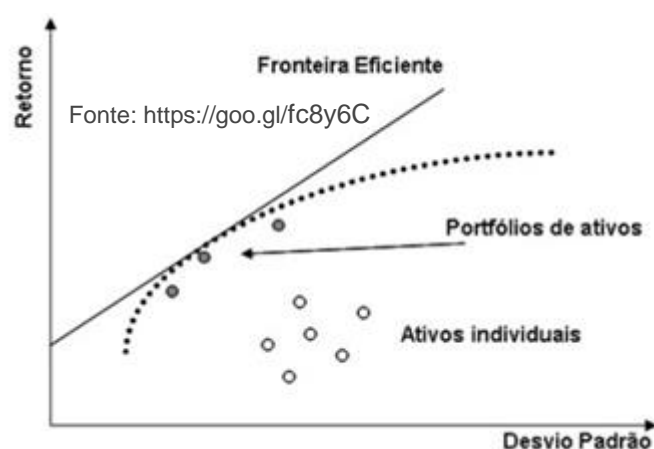 Retorno
Fronteira Eficiente
Fonte: https://goo.gl/fc8y6C
Portfólios de ativos
Ativos individuais
Desvio Padrão